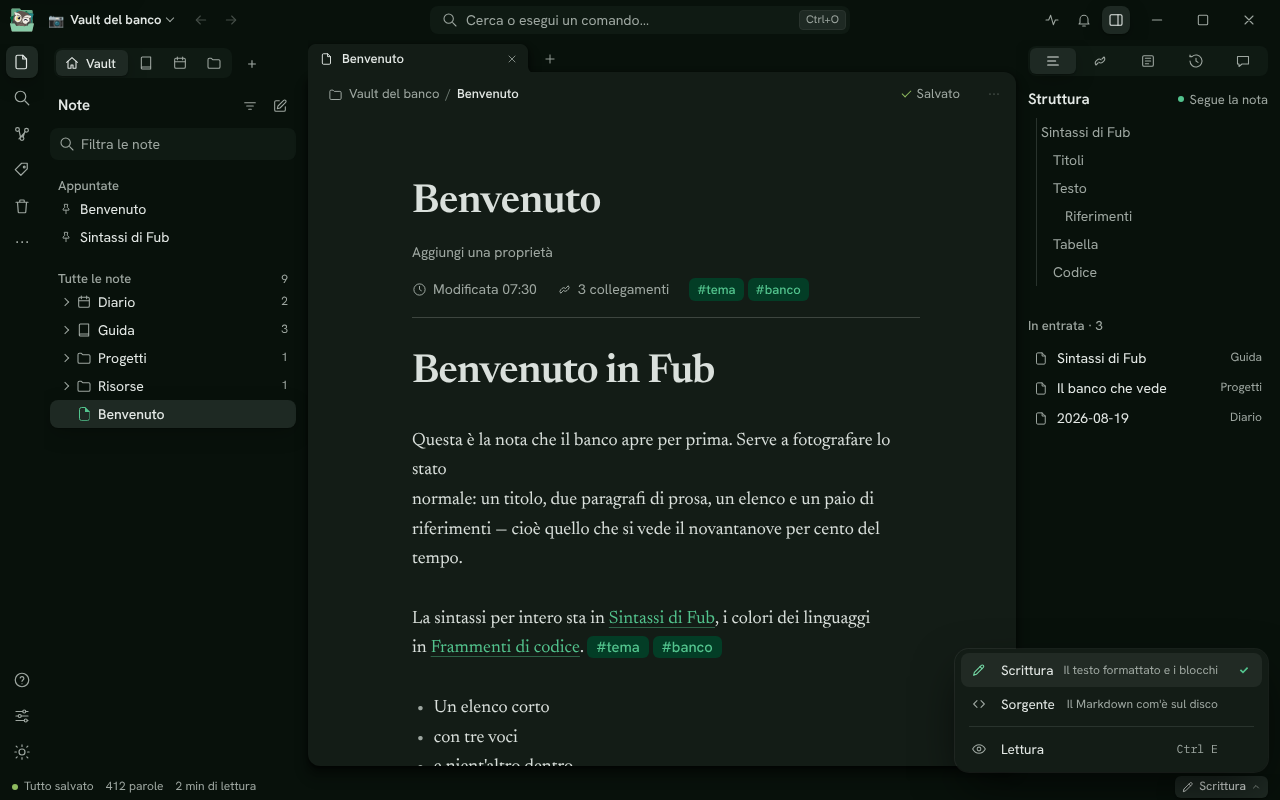 Vault del banco
Cerca o esegui un comando...
Ctrl+O
Vault
Benvenuto
Note
Filtra le note
Appuntate
Benvenuto
Sintassi di Fub
Tutte le note 9
Diario 2
Guida 3
Progetti 1
Risorse 1
Benvenuto
Vault del banco / Benvenuto
Salvato
Benvenuto
Aggiungi una proprietà
Modificata 07:30 3 collegamenti #tema #banco
Benvenuto in Fub
Questa è la nota che il banco apre per prima. Serve a fotografare lo
stato
normale: un titolo, due paragrafi di prosa, un elenco e un paio di
riferimenti — cioè quello che si vede il novantanove per cento del
tempo.
La sintassi per intero sta in Sintassi di Fub, i colori dei linguaggi
in Frammenti di codice. #tema #banco
• Un elenco corto
• con tre voci
• e nient'altro dentro
Struttura
Segue la nota
Sintassi di Fub
Titoli
Testo
Riferimenti
Tabella
Codice
In entrata · 3
Sintassi di Fub Guida
Il banco che vede Progetti
2026-08-19 Diario
Scrittura Il testo formattato e i blocchi
Sorgente Il Markdown com'è sul disco
Lettura Ctrl E
Tutto salvato 412 parole 2 min di lettura
Scrittura